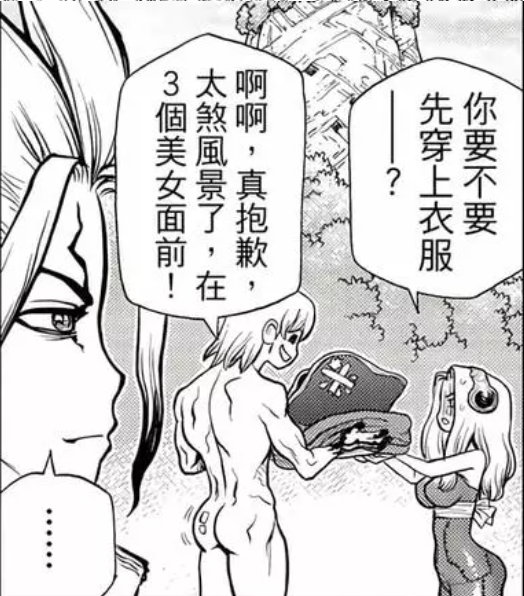 你要不要
先穿上衣服
——？
啊啊，真抱歉，
太煞風景了，在
3個美女面前！
……